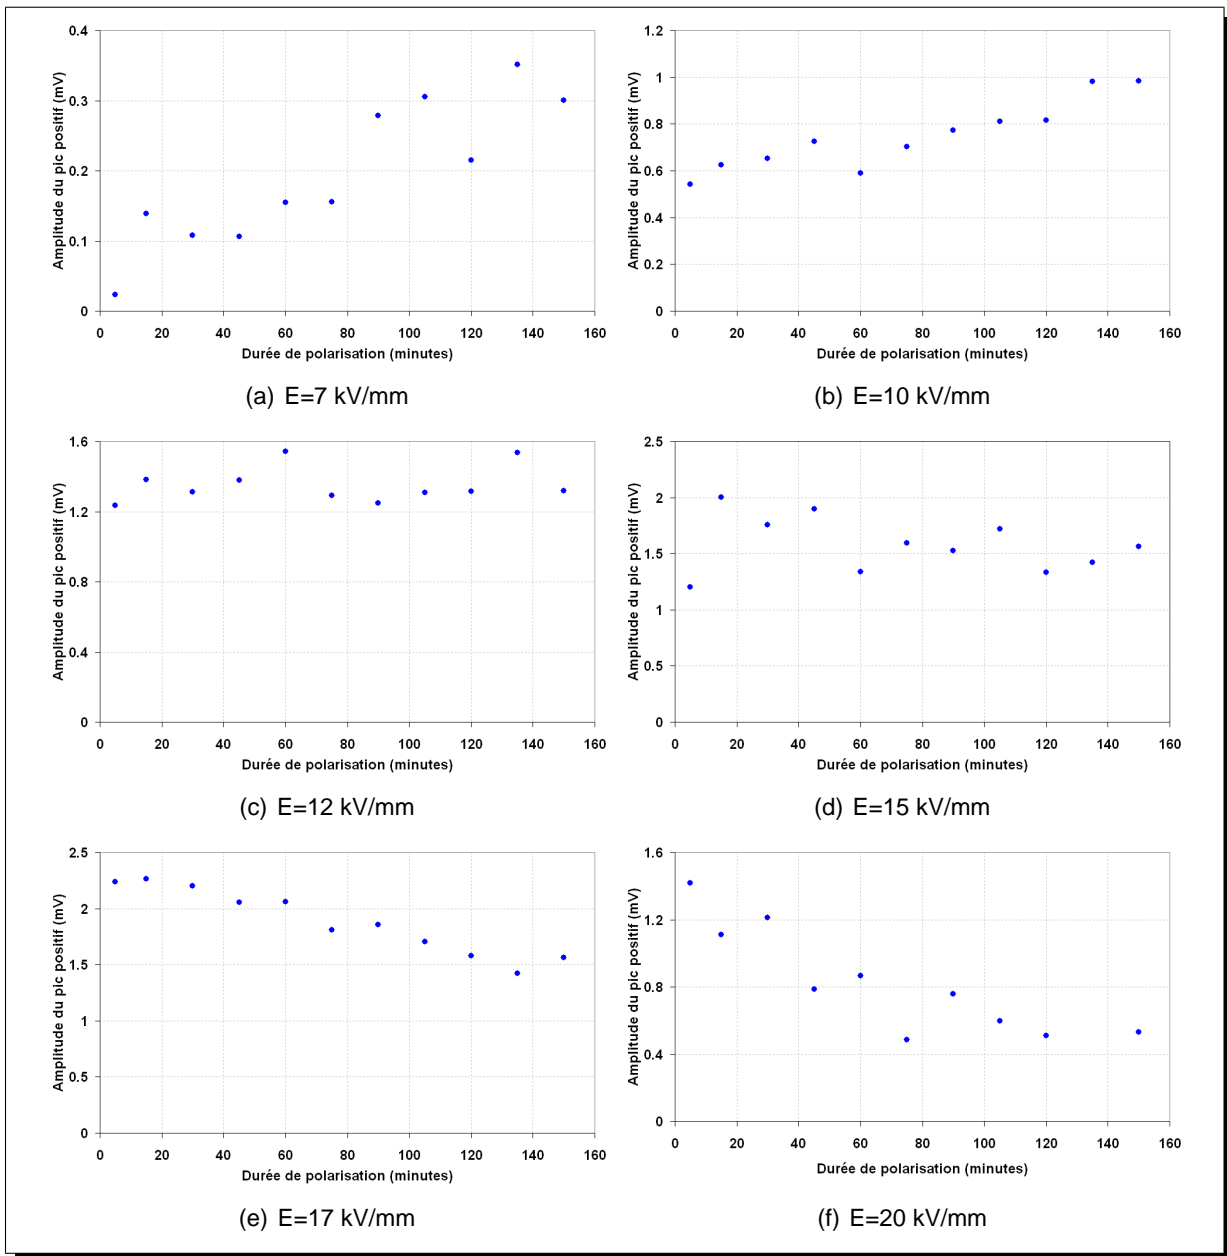 Amplitude du pic positif (mV)
0.4
0.3
0.2
0.1
0
0 20 40 60 80 100 120 140 160
Durée de polarisation (minutes)
(a) E=7 kV/mm
Amplitude du pic positif (mV)
1.2
1
0.8
0.6
0.4
0.2
0
0 20 40 60 80 100 120 140 160
Durée de polarisation (minutes)
(b) E=10 kV/mm
Amplitude du pic positif (mV)
1.6
1.2
0.8
0.4
0
0 20 40 60 80 100 120 140 160
Durée de polarisation (minutes)
(c) E=12 kV/mm
Amplitude du pic positif (mV)
2.5
2
1.5
1
0.5
0
0 20 40 60 80 100 120 140 160
Durée de polarisation (minutes)
(d) E=15 kV/mm
Amplitude du pic positif (mV)
2.5
2
1.5
1
0.5
0
0 20 40 60 80 100 120 140 160
Durée de polarisation (minutes)
(e) E=17 kV/mm
Amplitude du pic positif (mV)
1.6
1.2
0.8
0.4
0
0 20 40 60 80 100 120 140 160
Durée de polarisation (minutes)
(f) E=20 kV/mm